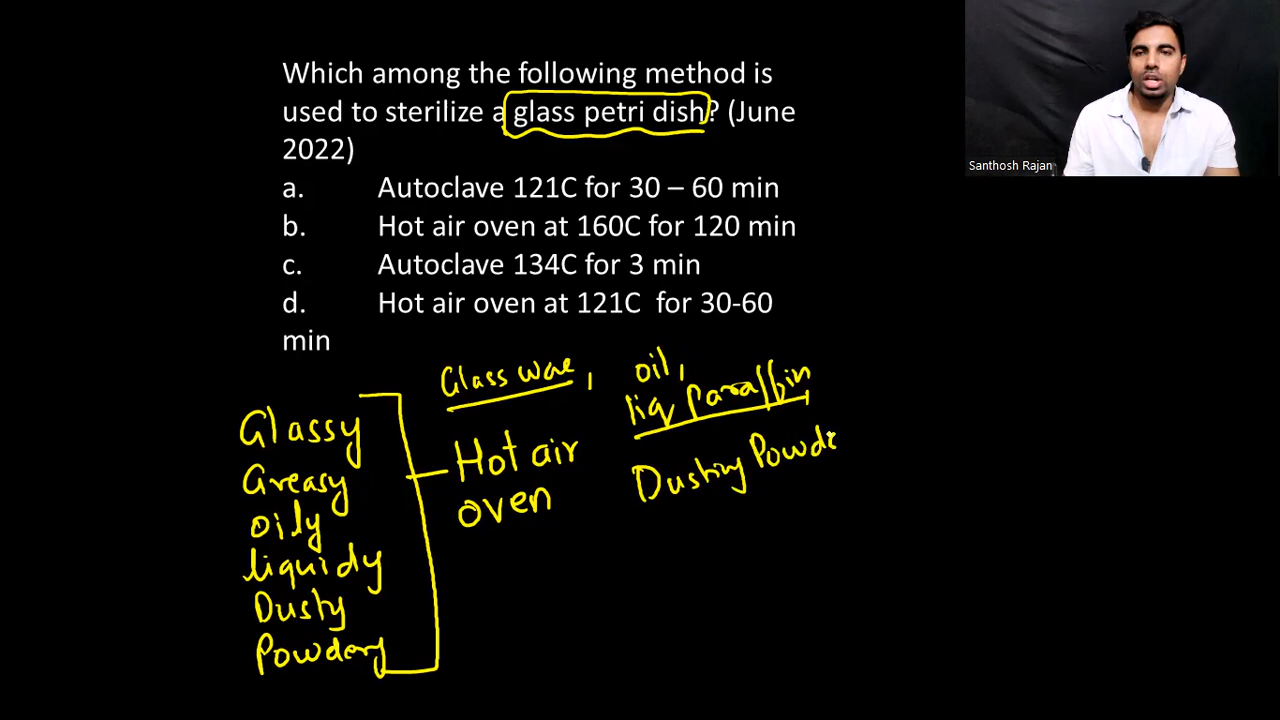 Which among the following method is
used to sterilize a glass petri dish? (June
2022)
a. Autoclave 121C for 30 – 60 min
b. Hot air oven at 160C for 120 min
c. Autoclave 134C for 3 min
d. Hot air oven at 121C for 30-60
min
Santhosh Rajan
Glass ware, oil,
liq Paraffin
Glassy
Greasy
Oily
liquidy
Dusty
Powdery
Hot air
oven
Dusting Powde